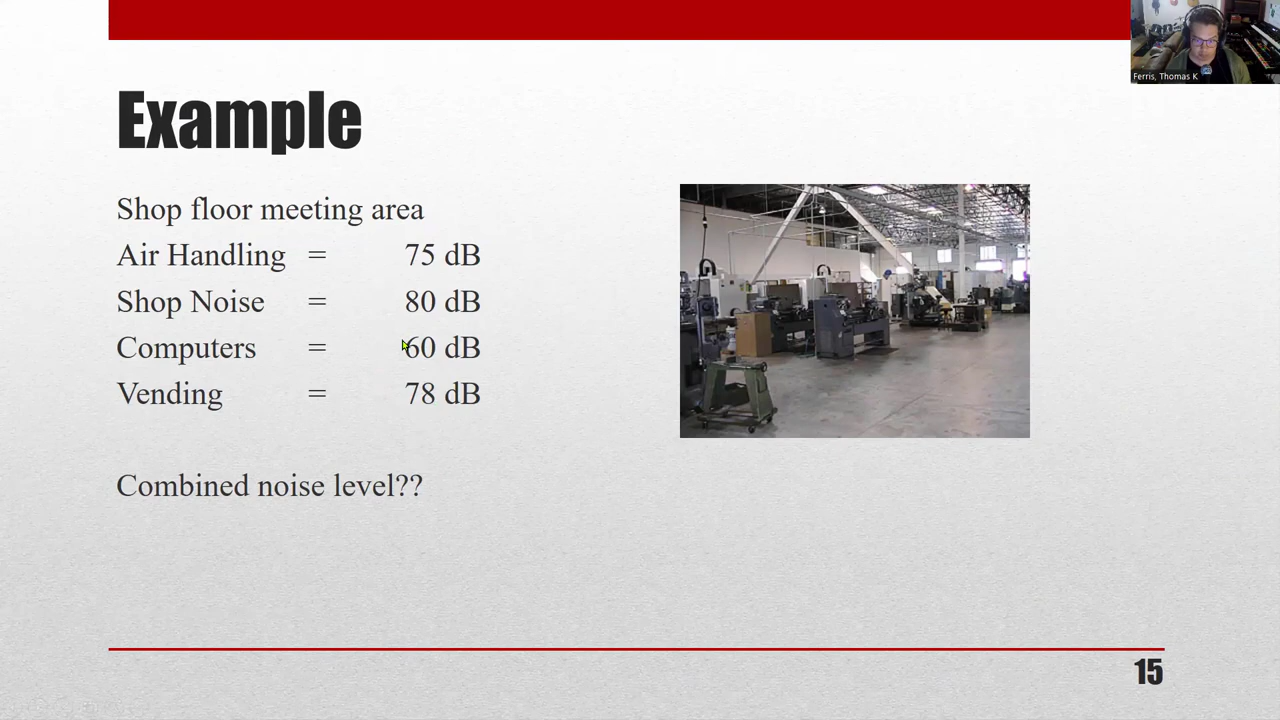 Ferris, Thomas K
Example
Shop floor meeting area
Air Handling = 75 dB
Shop Noise = 80 dB
Computers = 60 dB
Vending = 78 dB
Combined noise level??
15